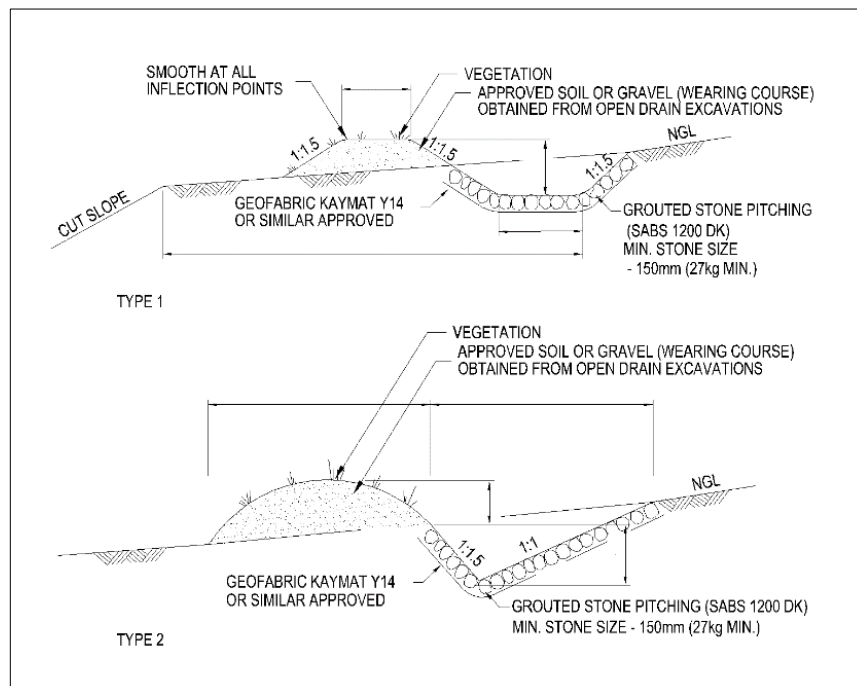 SMOOTH AT ALL
INFLECTION POINTS
VEGETATION
APPROVED SOIL OR GRAVEL (WEARING COURSE)
OBTAINED FROM OPEN DRAIN EXCAVATIONS
NGL
1:1.5
1:1.5
1:1.5
GEOFABRIC KAYMAT Y14
OR SIMILAR APPROVED
GROUTED STONE PITCHING
(SABS 1200 DK)
MIN. STONE SIZE
- 150mm (27kg MIN.)
CUT SLOPE
TYPE 1
VEGETATION
APPROVED SOIL OR GRAVEL (WEARING COURSE)
OBTAINED FROM OPEN DRAIN EXCAVATIONS
NGL
1:1.5
1:1
GEOFABRIC KAYMAT Y14
OR SIMILAR APPROVED
GROUTED STONE PITCHING (SABS 1200 DK)
MIN. STONE SIZE - 150mm (27kg MIN.)
TYPE 2